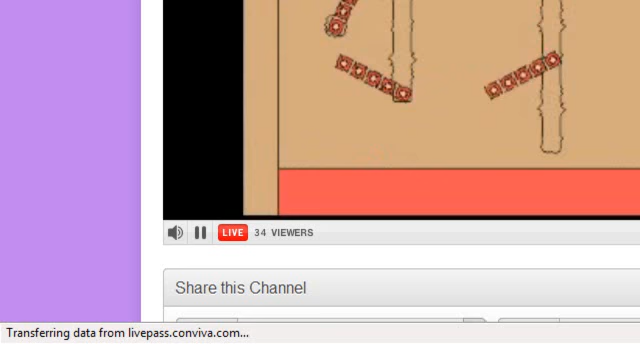 LIVE 34 VIEWERS
Share this Channel
Transferring data from livepass.conviva.com...